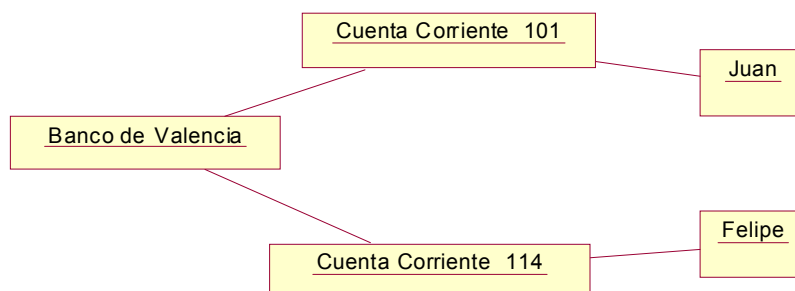 Cuenta Corriente 101
Juan
Banco de Valencia
Felipe
Cuenta Corriente 114